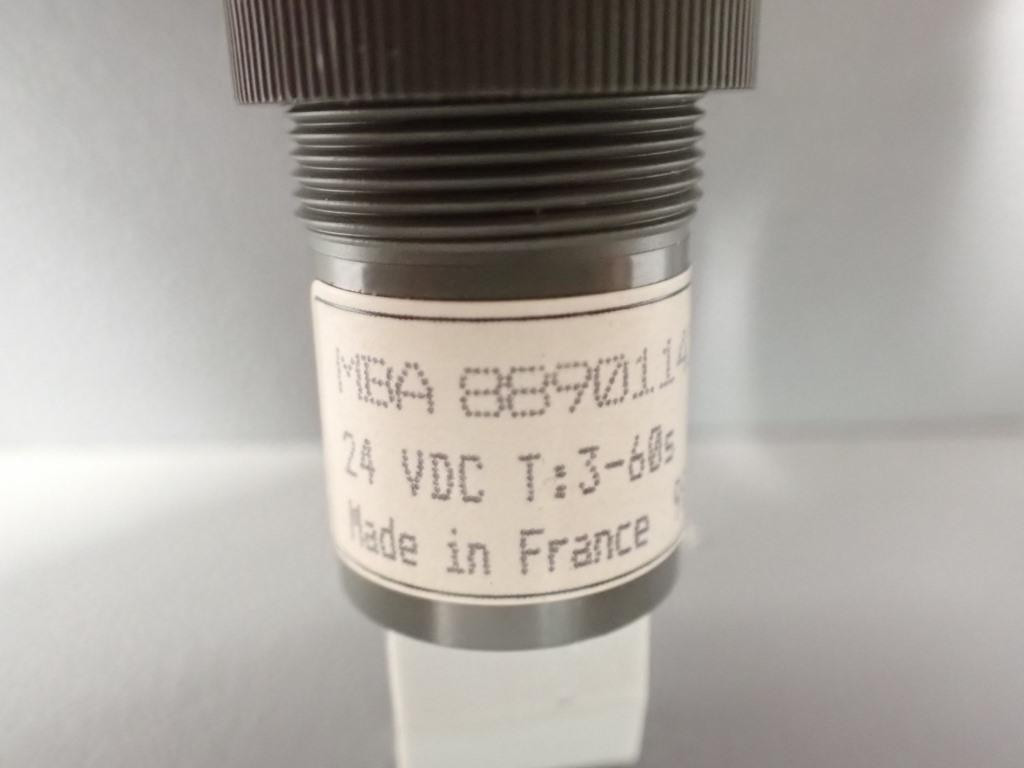 MBA 8890114
24 VDC T:3-60s
Made in France